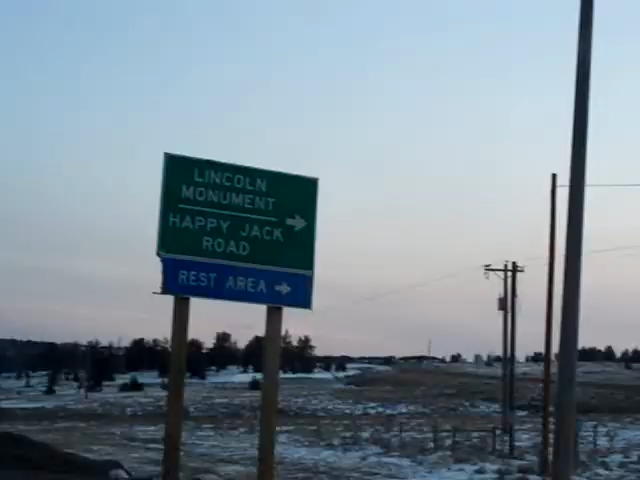 LINCOLN
MONUMENT
HAPPY JACK
ROAD
REST AREA